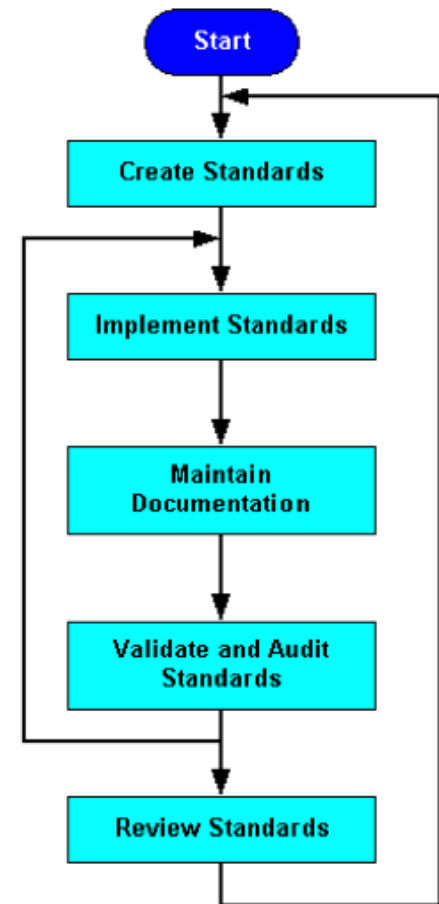 Start
Create Standards
Implement Standards
Maintain
Documentation
Validate and Audit
Standards
Review Standards